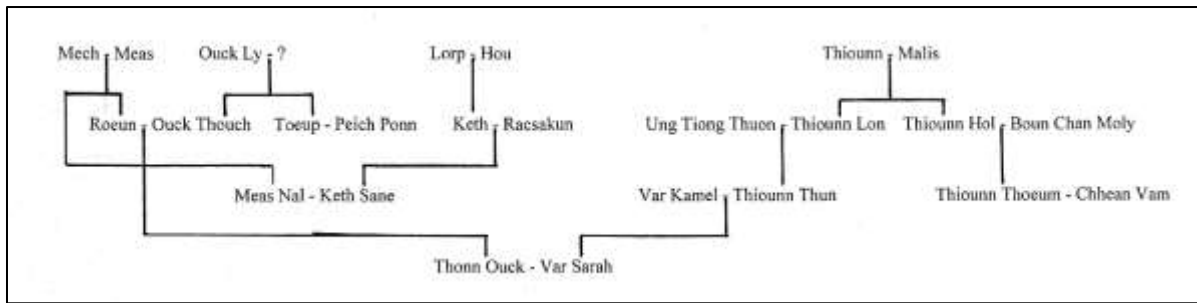 Mech - Meas Ouck Ly - ? Lorp - Hou Thiounn - Malis
Roeun - Ouck Thouch Toeup - Peich Ponn Keth - Racsakun Ung Tiong Thuon - Thiounn Lon Thiounn Hol - Boun Chan Moly
Meas Nal - Keth Sane Var Kamel - Thiounn Thun Thiounn Thoeum - Chhean Vam
Thonn Ouck - Var Sarah